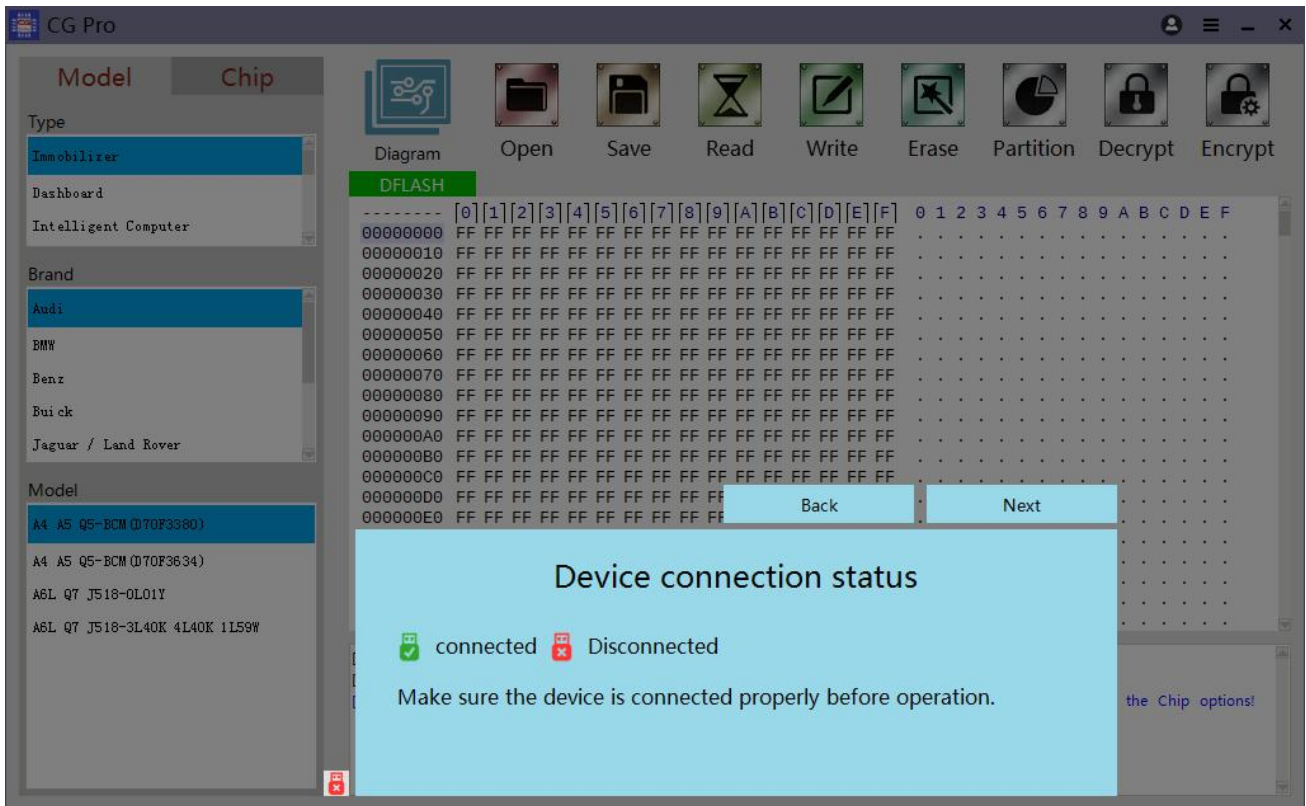 CG Pro
Model Chip
Type
Immobilizer
Dashboard
Intelligent Computer
Brand
Audi
BMW
Benz
Buick
Jaguar / Land Rover
Model
A4 A5 Q5-BCM(D70F3380)
A4 A5 Q5-BCM(D70F3634)
A6L Q7 J518-0L01Y
A6L Q7 J518-3L40K 4L40K 1L59W
Diagram Open Save Read Write Erase Partition Decrypt Encrypt
DFLASH
-------- [0][1][2][3][4][5][6][7][8][9][A][B][C][D][E][F] 0 1 2 3 4 5 6 7 8 9 A B C D E F
00000000 FF FF FF FF FF FF FF FF FF FF FF FF FF FF FF FF . . . . . . . . . . . . . . . .
00000010 FF FF FF FF FF FF FF FF FF FF FF FF FF FF FF FF . . . . . . . . . . . . . . . .
00000020 FF FF FF FF FF FF FF FF FF FF FF FF FF FF FF FF . . . . . . . . . . . . . . . .
00000030 FF FF FF FF FF FF FF FF FF FF FF FF FF FF FF FF . . . . . . . . . . . . . . . .
00000040 FF FF FF FF FF FF FF FF FF FF FF FF FF FF FF FF . . . . . . . . . . . . . . . .
00000050 FF FF FF FF FF FF FF FF FF FF FF FF FF FF FF FF . . . . . . . . . . . . . . . .
00000060 FF FF FF FF FF FF FF FF FF FF FF FF FF FF FF FF . . . . . . . . . . . . . . . .
00000070 FF FF FF FF FF FF FF FF FF FF FF FF FF FF FF FF . . . . . . . . . . . . . . . .
00000080 FF FF FF FF FF FF FF FF FF FF FF FF FF FF FF FF . . . . . . . . . . . . . . . .
00000090 FF FF FF FF FF FF FF FF FF FF FF FF FF FF FF FF . . . . . . . . . . . . . . . .
000000A0 FF FF FF FF FF FF FF FF FF FF FF FF FF FF FF FF . . . . . . . . . . . . . . . .
000000B0 FF FF FF FF FF FF FF FF FF FF FF FF FF FF FF FF . . . . . . . . . . . . . . . .
000000C0 FF FF FF FF FF FF FF FF FF FF FF FF FF FF FF FF . . . . . . . . . . . . . . . .
000000D0 FF FF FF FF FF FF FF FF FF FF
000000E0 FF FF FF FF FF FF FF FF FF FF
Back Next
Device connection status
connected Disconnected
Make sure the device is connected properly before operation.
the Chip options!